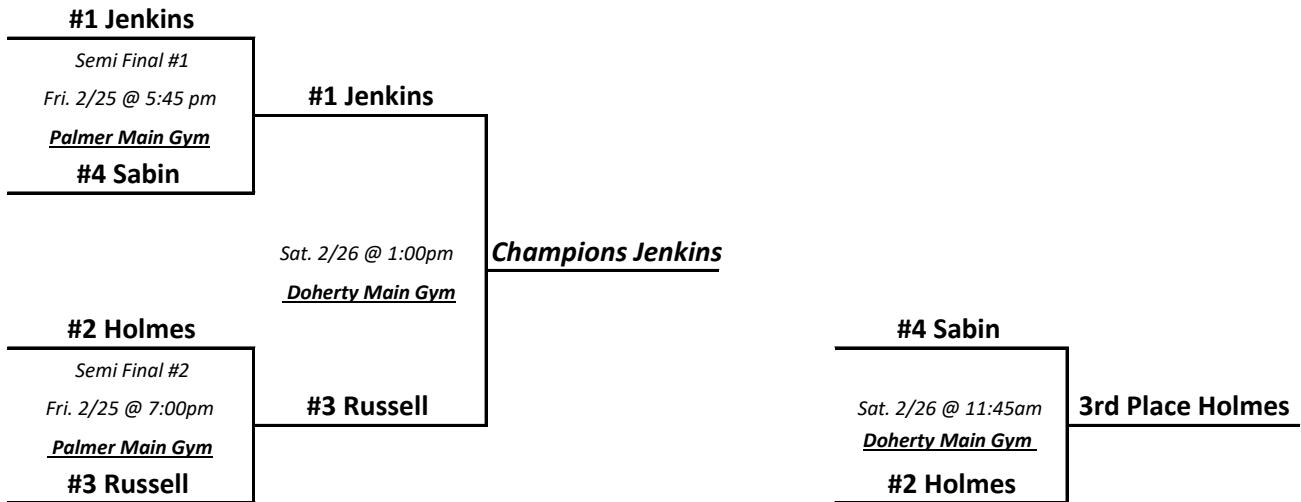 #1 Jenkins
Semi Final #1
Fri. 2/25 @ 5:45 pm
Palmer Main Gym
#4 Sabin
#1 Jenkins
Sat. 2/26 @ 1:00pm
Doherty Main Gym
Champions Jenkins
#2 Holmes
Semi Final #2
Fri. 2/25 @ 7:00pm
Palmer Main Gym
#3 Russell
#3 Russell
#4 Sabin
Sat. 2/26 @ 11:45am
Doherty Main Gym
#2 Holmes
3rd Place Holmes